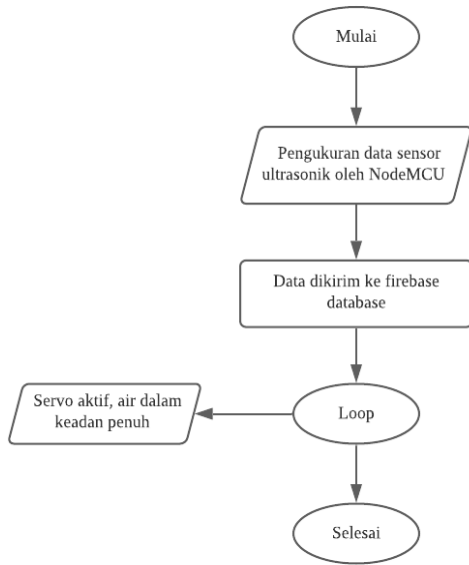 Mulai
Pengukuran data sensor
ultrasonik oleh NodeMCU
Data dikirim ke firebase
database
Servo aktif, air dalam
keadan penuh
Loop
Selesai